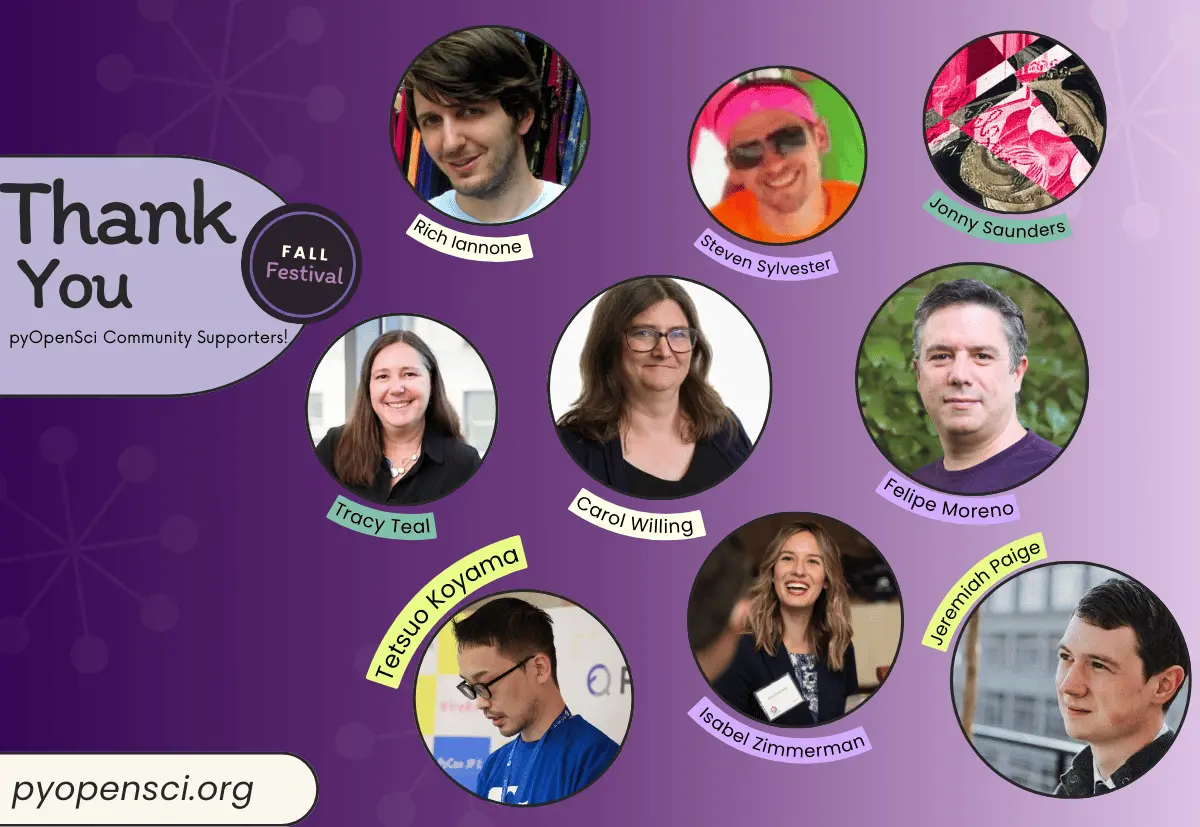 Thank
You
pyOpenSci Community Supporters!
FALL
Festival
Rich Iannone
Steven Sylvester
Jonny Saunders
Tracy Teal
Carol Willing
Felipe Moreno
Tetsuo Koyama
Isabel Zimmerman
Jeremiah Paige
pyopensci.org